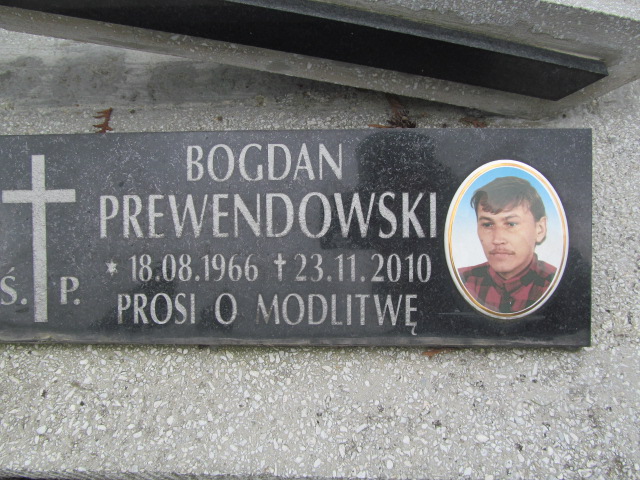 BOGDAN
PREWENDOWSKI
* 18.08.1966 † 23.11.2010
Ś. P.
PROSI O MODLITWĘ